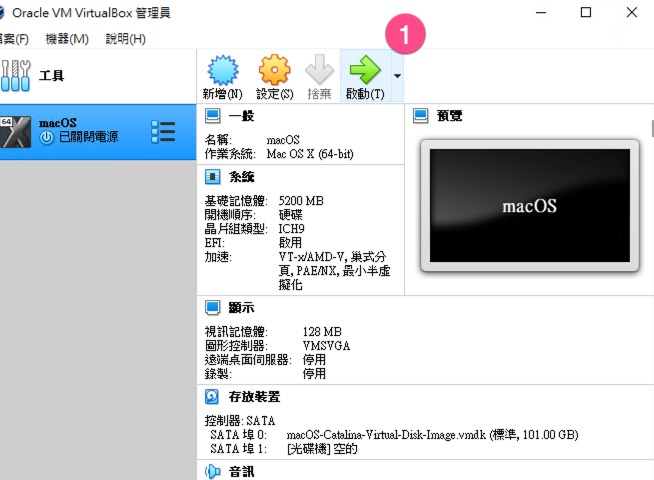 Oracle VM VirtualBox 管理員
檔案(F) 機器(M) 說明(H)
1
工具
新增(N) 設定(S) 捨棄 啟動(T)
64
macOS
已關閉電源
一般
名稱: macOS
作業系統: Mac OS X (64-bit)
系統
基礎記憶體: 5200 MB
開機順序: 硬碟
晶片組類型: ICH9
EFI: 啟用
加速: VT-x/AMD-V, 巢式分
頁, PAE/NX, 最小半虛
擬化
預覽
macOS
顯示
視訊記憶體: 128 MB
圖形控制器: VMSVGA
遠端桌面伺服器: 停用
錄製: 停用
存放裝置
控制器: SATA
SATA 埠 0: macOS-Catalina-Virtual-Disk-Image.vmdk (標準, 101.00 GB)
SATA 埠 1: [光碟機] 空的
音訊